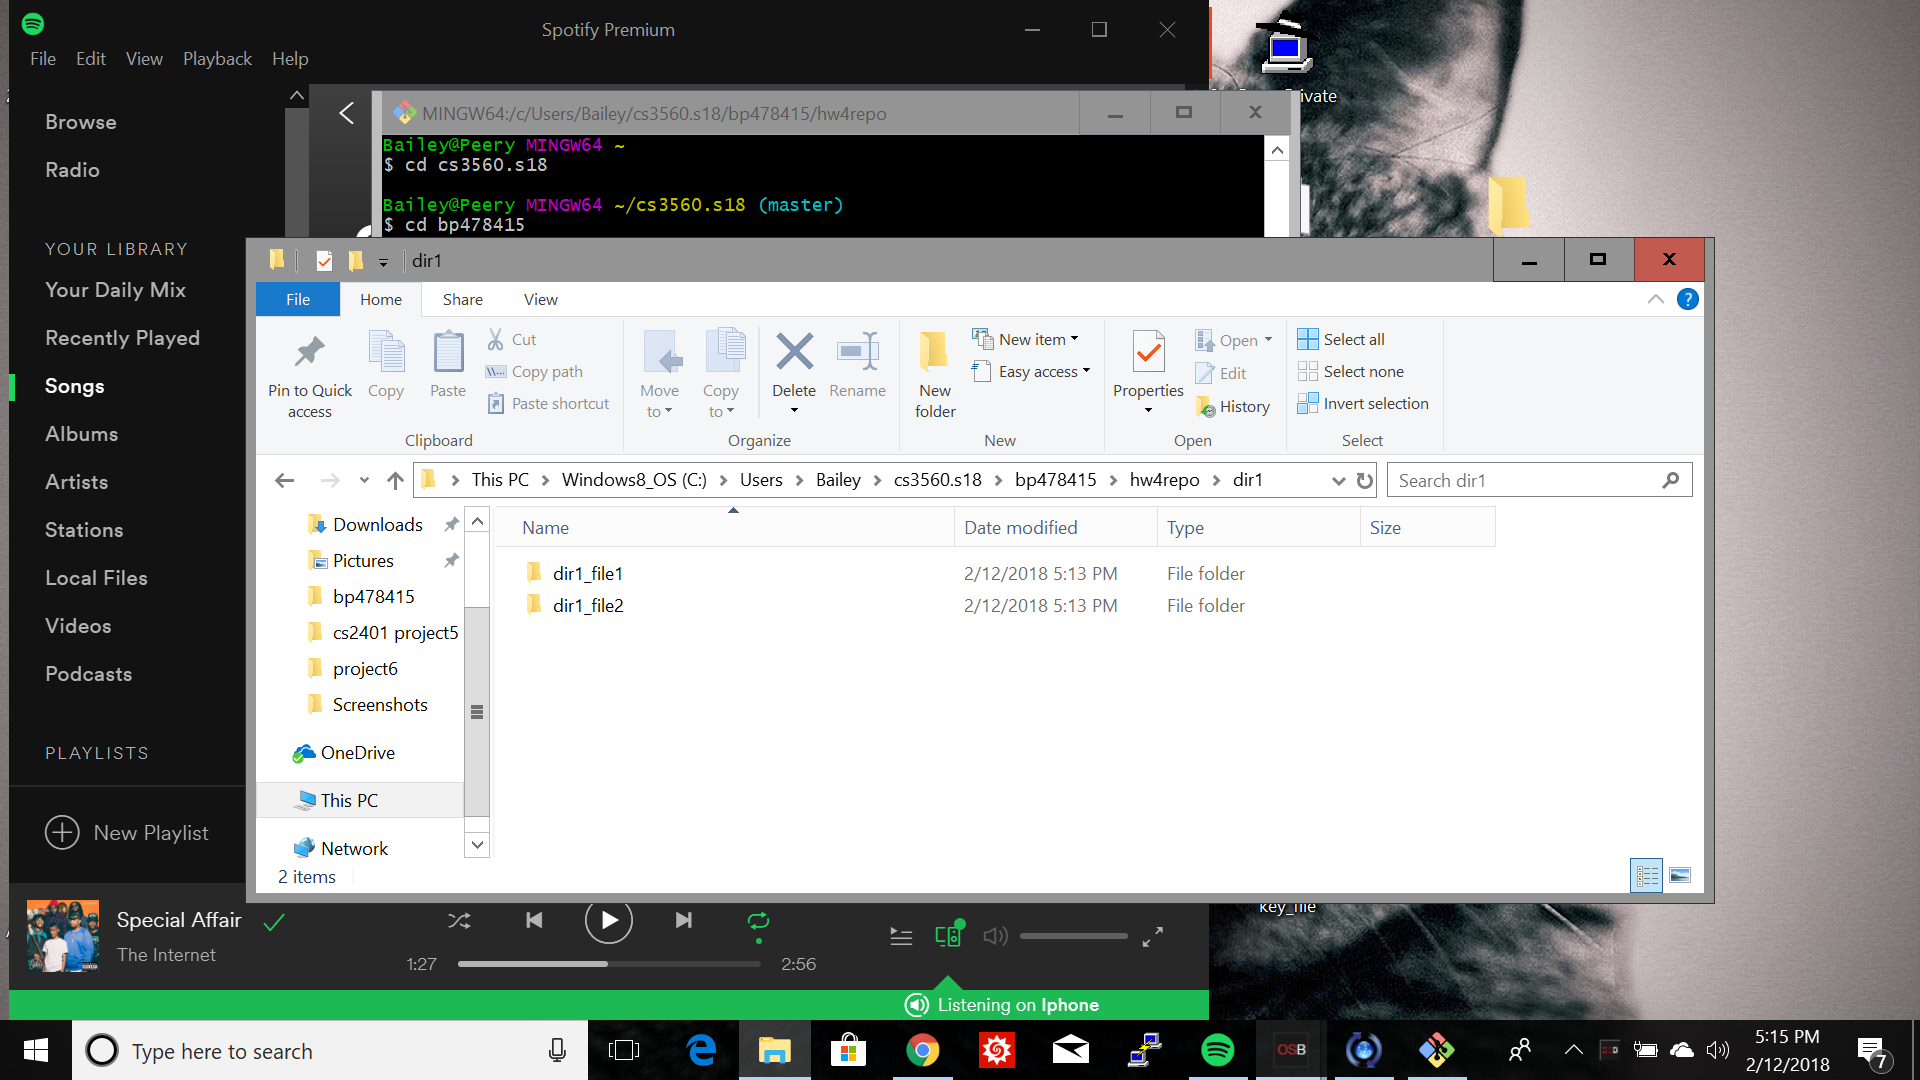 Spotify Premium
File Edit View Playback Help
Browse
Radio
YOUR LIBRARY
Your Daily Mix
Recently Played
Songs
Albums
Artists
Stations
Local Files
Videos
Podcasts
PLAYLISTS
New Playlist
MINGW64:/c/Users/Bailey/cs3560.s18/bp478415/hw4repo
Bailey@Peery MINGW64 ~
$ cd cs3560.s18
Bailey@Peery MINGW64 ~/cs3560.s18 (master)
$ cd bp478415
dir1
File Home Share View
Pin to Quick access
Copy
Paste
Cut
Copy path
Paste shortcut
Clipboard
Move to
Copy to
Delete
Rename
Organize
New folder
New item
Easy access
New
Properties
Open
Edit
History
Open
Select all
Select none
Invert selection
Select
This PC > Windows8_OS (C:) > Users > Bailey > cs3560.s18 > bp478415 > hw4repo > dir1
Search dir1
Downloads
Pictures
bp478415
cs2401 project5
project6
Screenshots
OneDrive
This PC
Network
Name Date modified Type Size
dir1_file1 2/12/2018 5:13 PM File folder
dir1_file2 2/12/2018 5:13 PM File folder
2 items
key_file
Special Affair
The Internet
1:27
2:56
Listening on Iphone
Type here to search
OSB
5:15 PM
2/12/2018
7